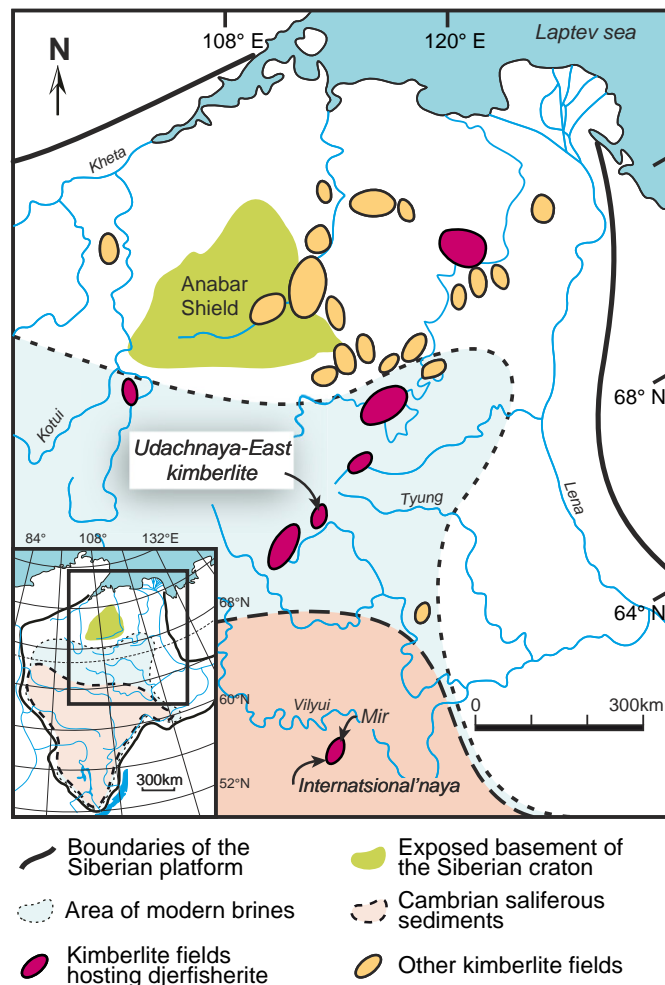 108° E
120° E
Laptev sea
N
Kheta
Anabar
Shield
68° N
Kotui
Udachnaya-East
kimberlite
Tyung
Lena
84°
108°
132°E
68°N
64° N
60°N
0
300km
Vilyui
Mir
Internatsional'naya
300km
52°N
Boundaries of the
Siberian platform
Exposed basement of
the Siberian craton
Area of modern brines
Cambrian saliferous
sediments
Kimberlite fields
hosting djerfisherite
Other kimberlite fields